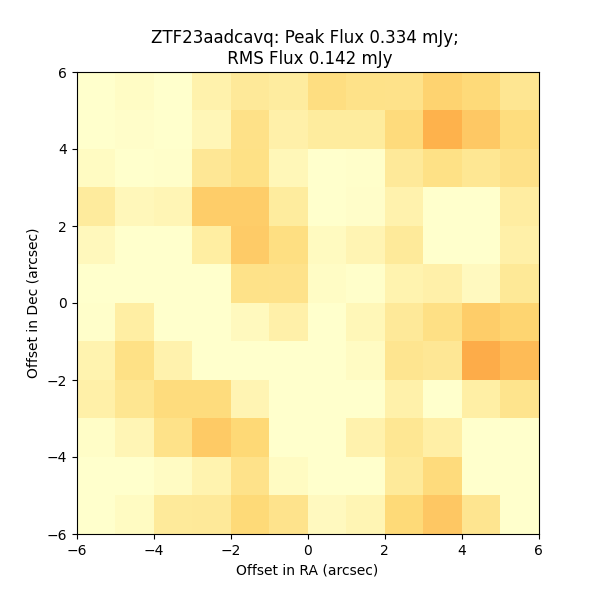 ZTF23aadcavq: Peak Flux 0.334 mJy;
RMS Flux 0.142 mJy
6
4
2
0
−2
−4
−6
Offset in Dec (arcsec)
−6 −4 −2 0 2 4 6
Offset in RA (arcsec)